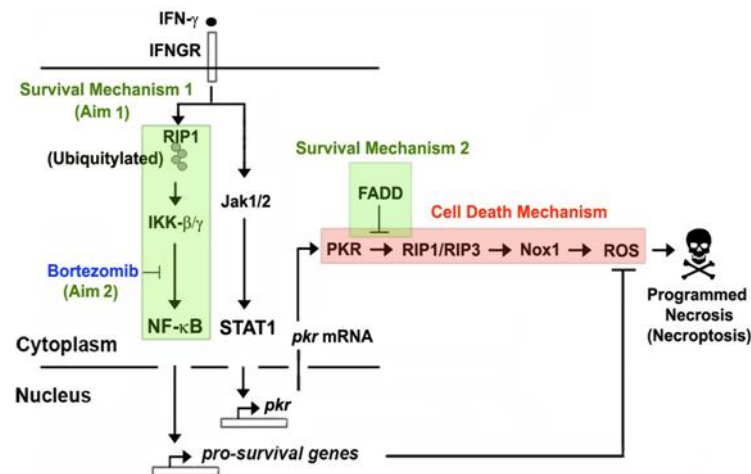 IFN-γ
IFNGR
Survival Mechanism 1
(Aim 1)
RIP1
(Ubiquitylated)
IKK-β/γ
Bortezomib
(Aim 2)
NF-κB
Jak1/2
STAT1
Survival Mechanism 2
FADD
Cell Death Mechanism
PKR
RIP1/RIP3
Nox1
ROS
Programmed
Necrosis
(Necroptosis)
pkr mRNA
Cytoplasm
Nucleus
pkr
pro-survival genes